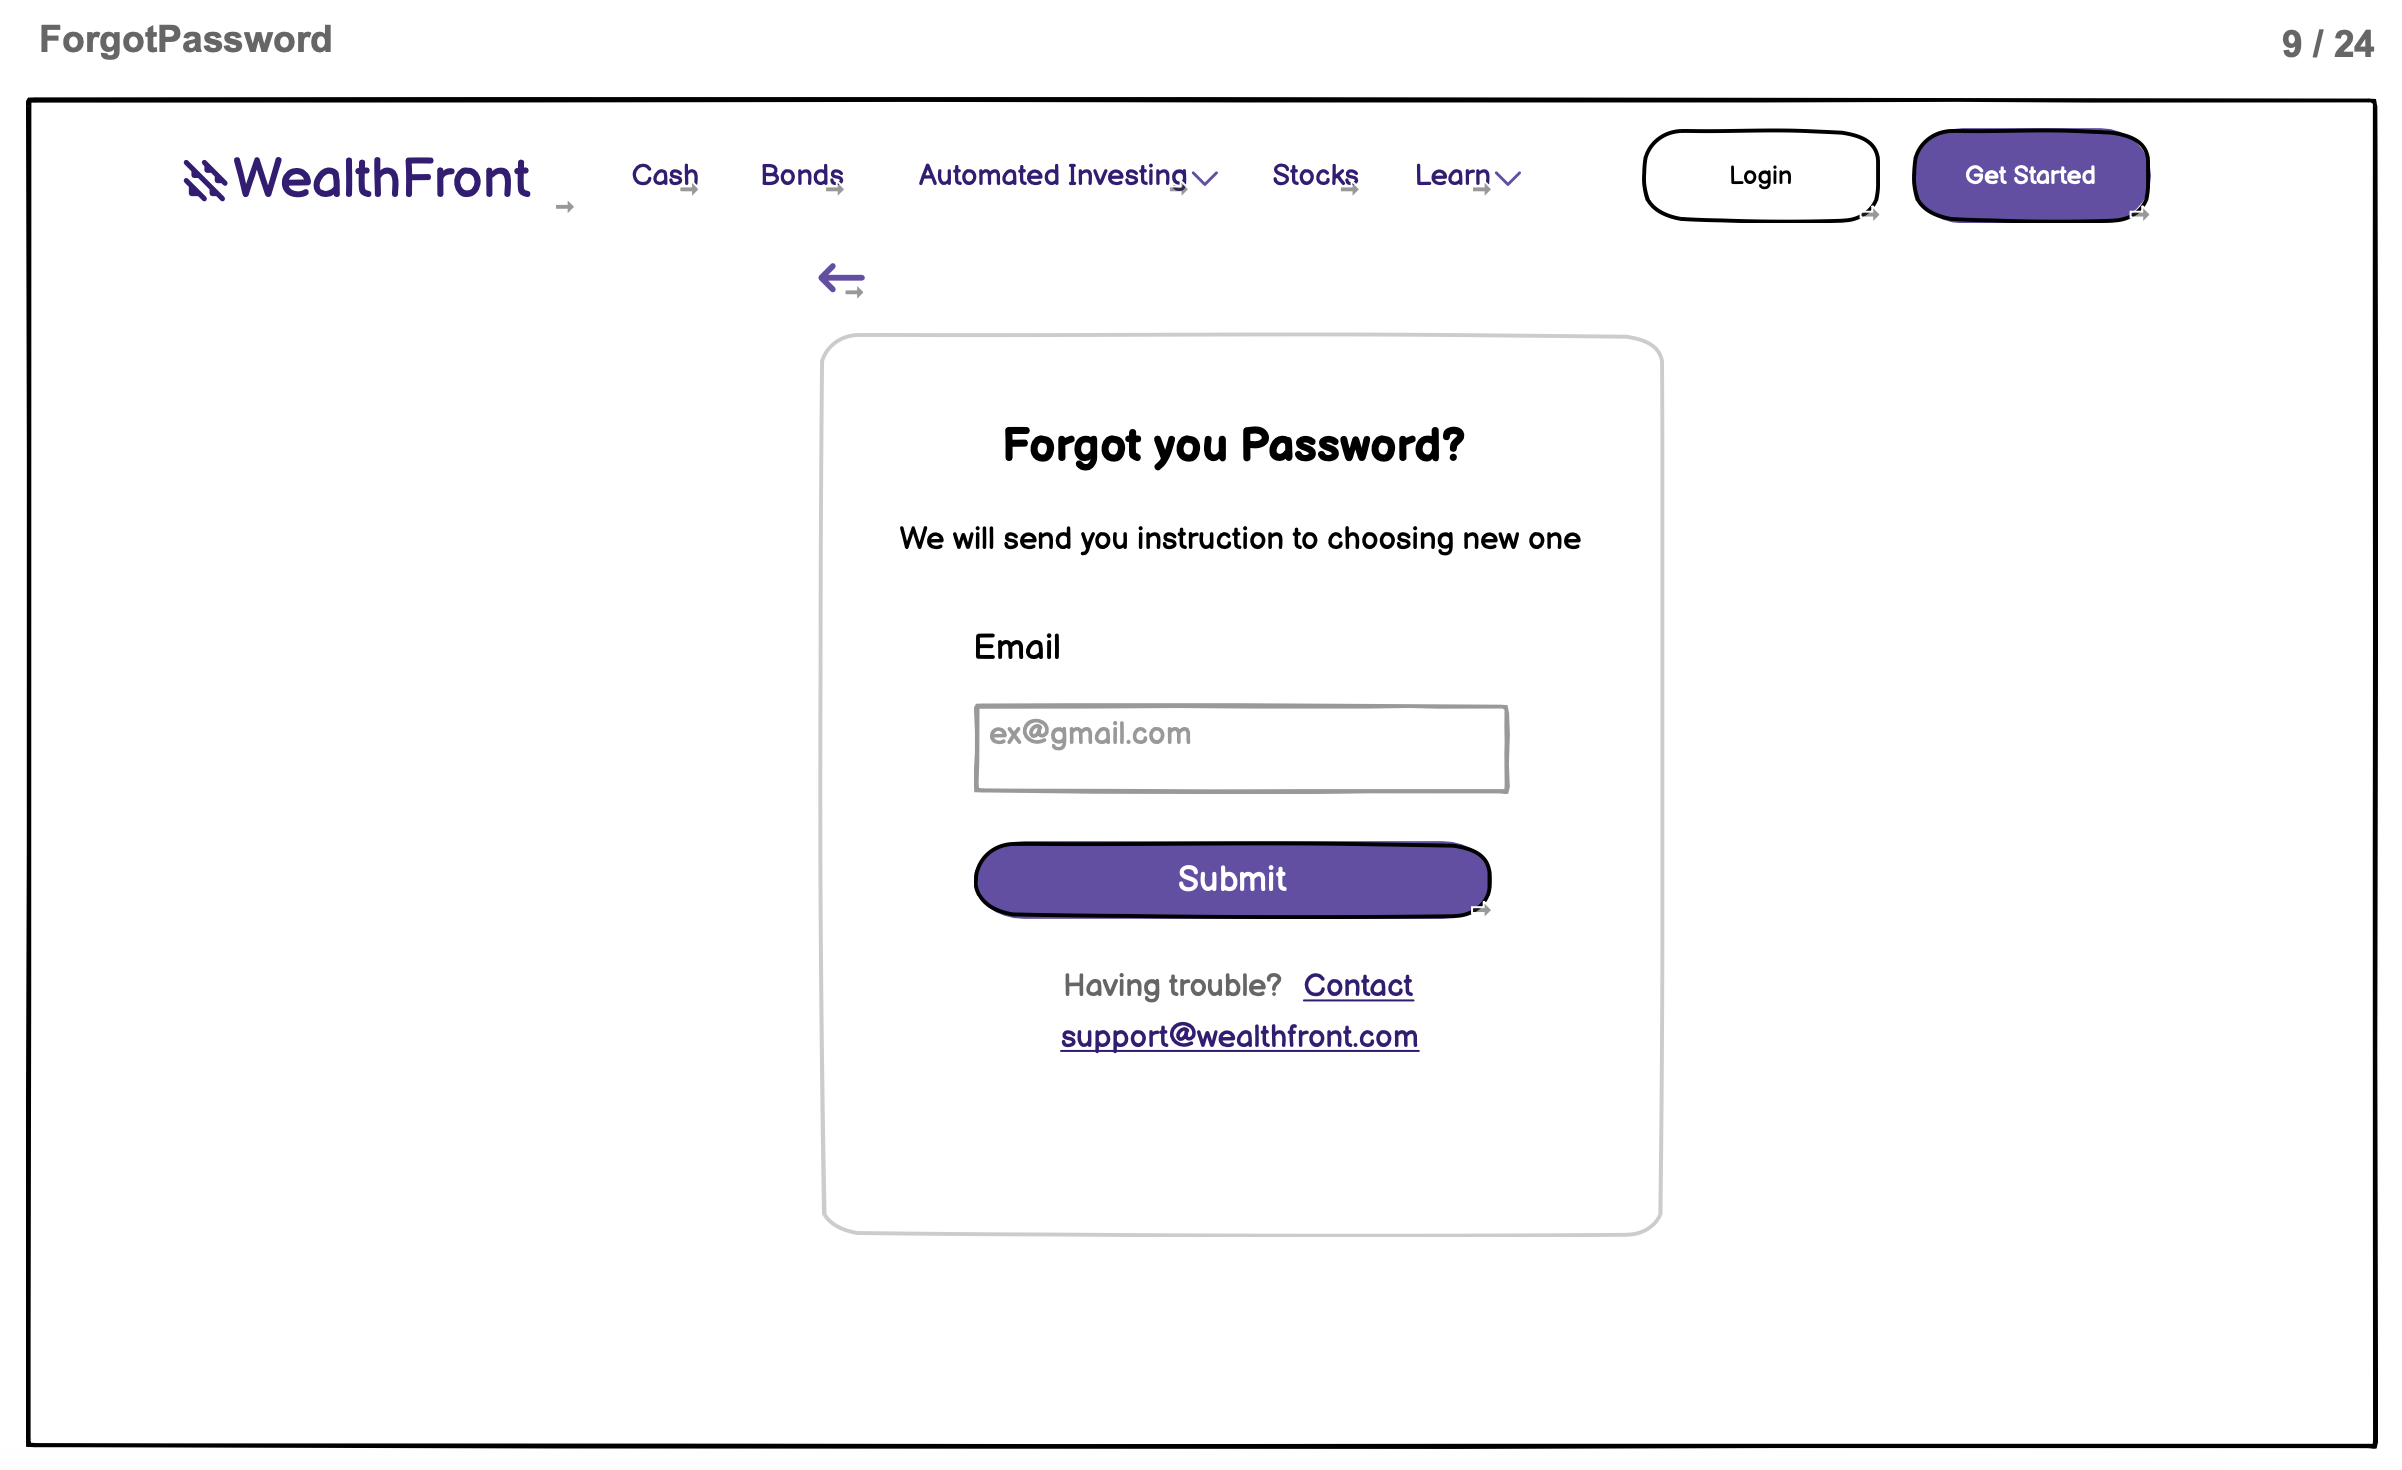 ForgotPassword
9 / 24
WealthFront Cash Bonds Automated Investing Stocks Learn Login Get Started
Forgot you Password?
We will send you instruction to choosing new one
Email
ex@gmail.com
Submit
Having trouble? Contact
support@wealthfront.com